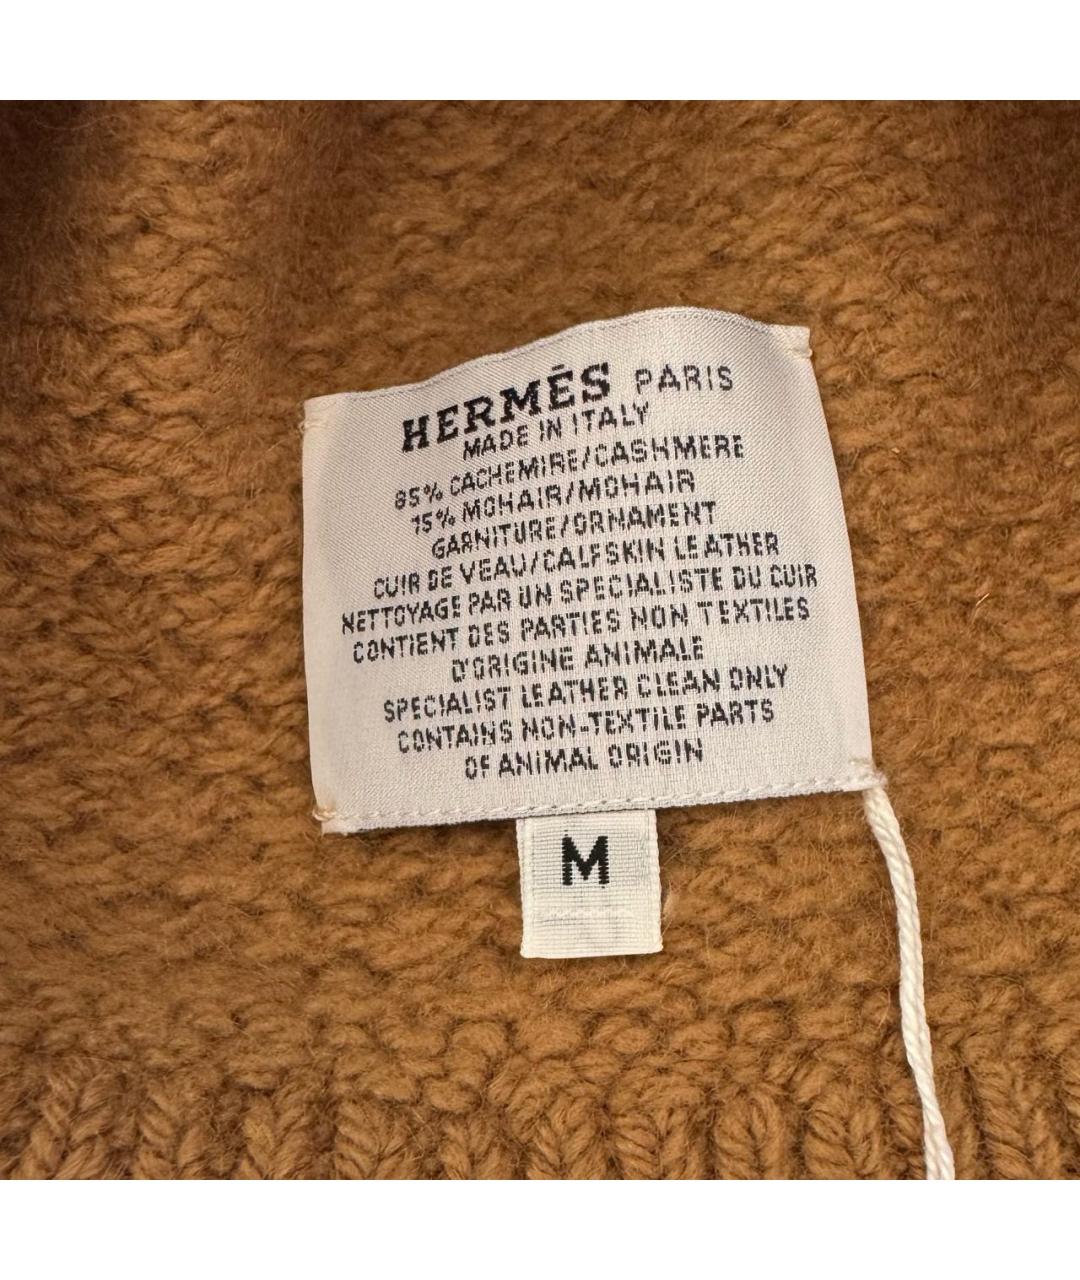 HERMÈS PARIS
MADE IN ITALY
85% CACHEMIRE/CASHMERE
15% MOHAIR/MOHAIR
GARNITURE/ORNAMENT
CUIR DE VEAU/CALFSKIN LEATHER
NETTOYAGE PAR UN SPECIALISTE DU CUIR
CONTIENT DES PARTIES NON TEXTILES
D'ORIGINE ANIMALE
SPECIALIST LEATHER CLEAN ONLY
CONTAINS NON-TEXTILE PARTS
OF ANIMAL ORIGIN
M